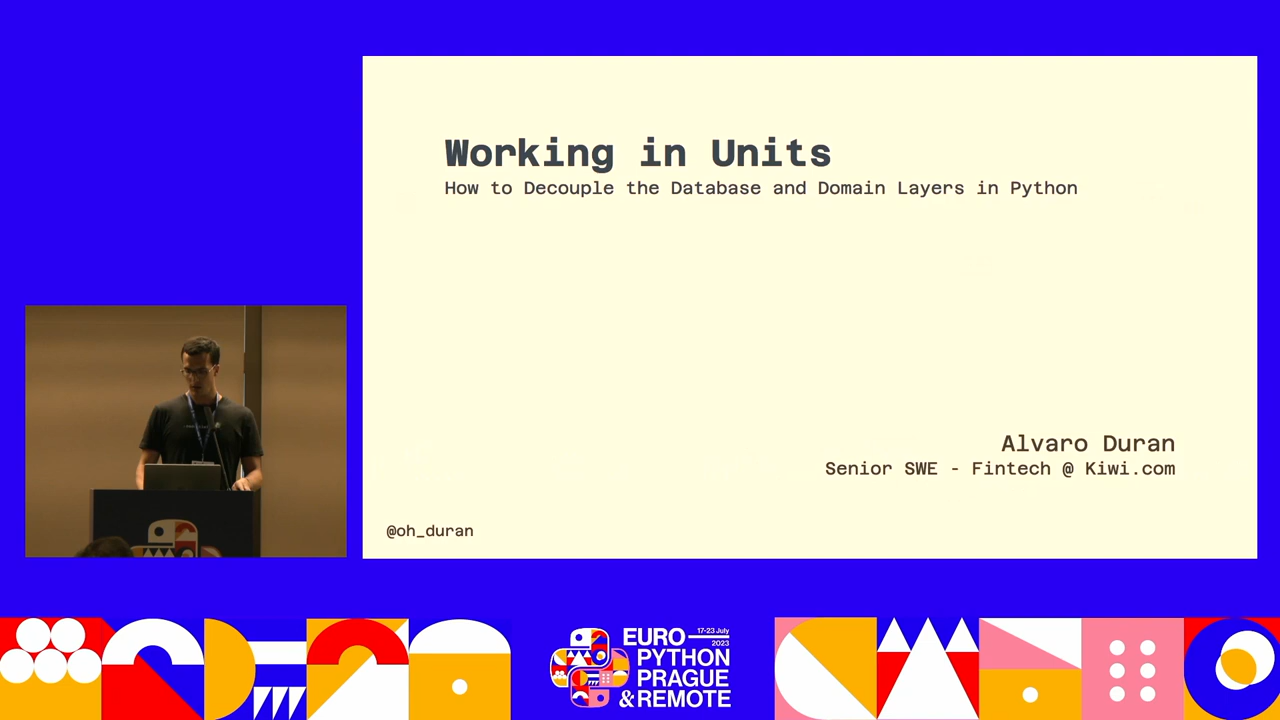 Working in Units
How to Decouple the Database and Domain Layers in Python
Alvaro Duran
Senior SWE - Fintech @ Kiwi.com
@oh_duran
EURO
17-23 July
2023
PYTHON
PRAGUE
&REMOTE